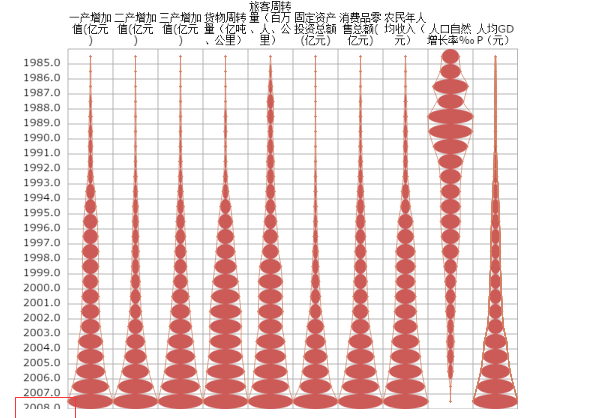 一产增加值(亿元)
二产增加值(亿元)
三产增加值(亿元)
货物周转量（亿吨、公里）
旅客周转量（百万、人、公里）
固定资产投资总额(亿元)
消费品零售总额(亿元)
农民年人均收入（元）
人口自然增长率%‰
人均GDP（元）
1985.0
1986.0
1987.0
1988.0
1989.0
1990.0
1991.0
1992.0
1993.0
1994.0
1995.0
1996.0
1997.0
1998.0
1999.0
2000.0
2001.0
2002.0
2003.0
2004.0
2005.0
2006.0
2007.0
2008.0